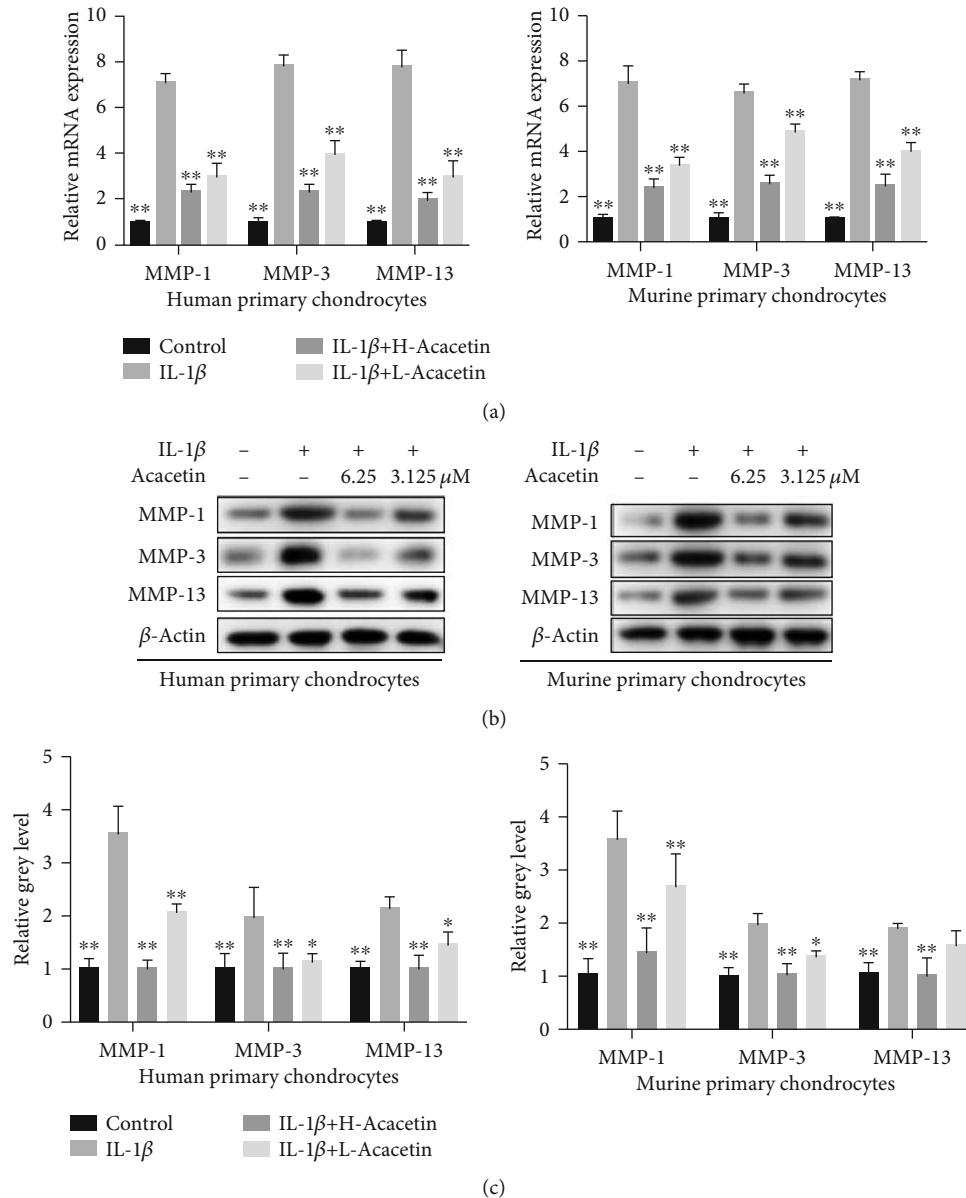 10
8
6
4
2
0
Relative mRNA expression
** ** ** ** ** ** ** ** **
MMP-1 MMP-3 MMP-13
Human primary chondrocytes
10
8
6
4
2
0
Relative mRNA expression
** ** ** ** ** ** ** ** **
MMP-1 MMP-3 MMP-13
Murine primary chondrocytes
Control IL-1β+H-Acacetin
IL-1β IL-1β+L-Acacetin
(a)
IL-1β – + + +
Acacetin – – 6.25 3.125 μM
MMP-1
MMP-3
MMP-13
β-Actin
Human primary chondrocytes
IL-1β – + + +
Acacetin – – 6.25 3.125 μM
MMP-1
MMP-3
MMP-13
β-Actin
Murine primary chondrocytes
(b)
5
4
3
2
1
0
Relative grey level
** ** ** ** ** * ** ** *
MMP-1 MMP-3 MMP-13
Human primary chondrocytes
5
4
3
2
1
0
Relative grey level
** ** ** ** ** * ** **
MMP-1 MMP-3 MMP-13
Murine primary chondrocytes
Control IL-1β+H-Acacetin
IL-1β IL-1β+L-Acacetin
(c)